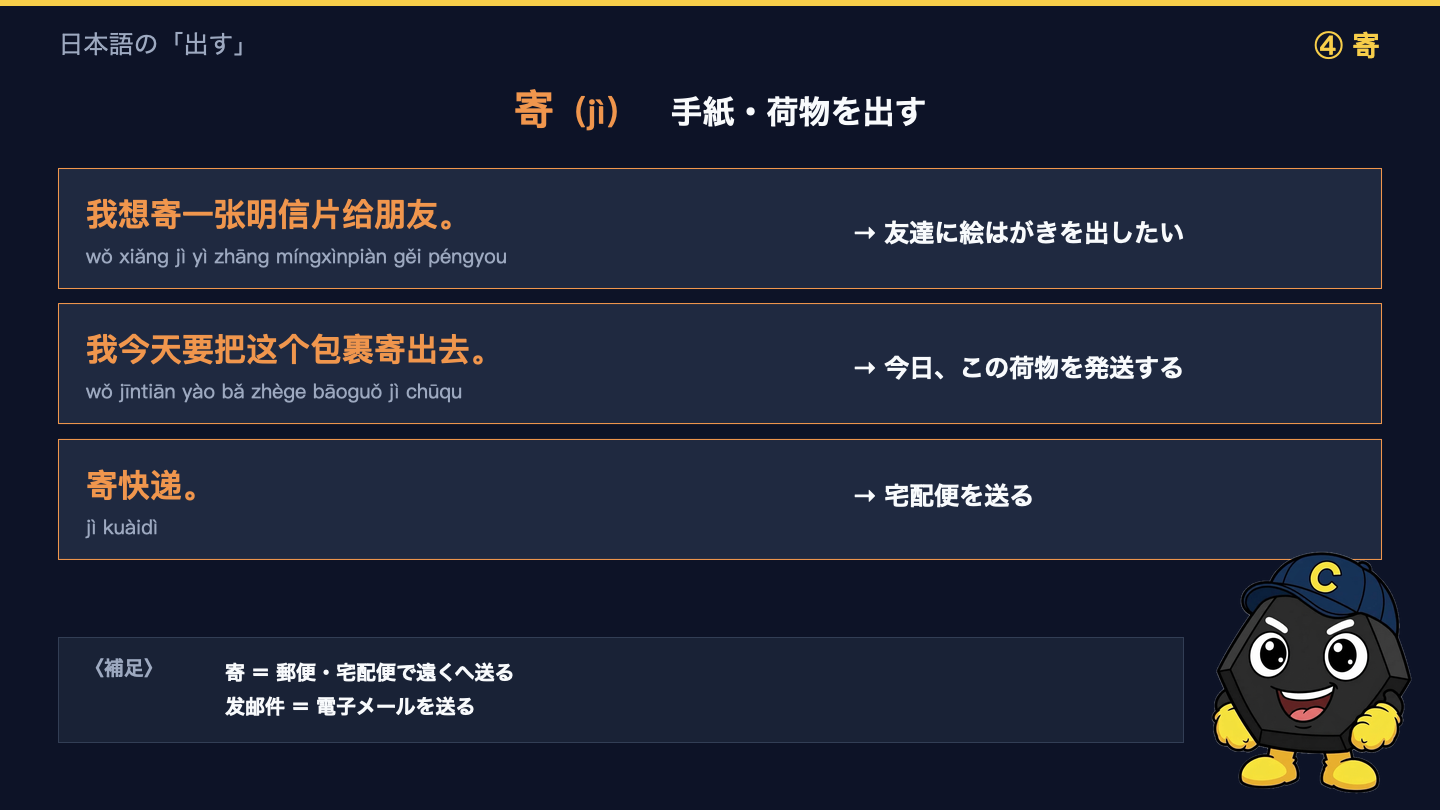 日本語の「出す」
④ 寄
寄（jì）　手紙・荷物を出す
我想寄一张明信片给朋友。
wǒ xiǎng jì yì zhāng míngxìnpiàn gěi péngyou
→ 友達に絵はがきを出したい
我今天要把这个包裹寄出去。
wǒ jīntiān yào bǎ zhège bāoguǒ jì chūqu
→ 今日、この荷物を発送する
寄快递。
jì kuàidì
→ 宅配便を送る
〈補足〉
寄 ＝ 郵便・宅配便で遠くへ送る
发邮件 ＝ 電子メールを送る
C